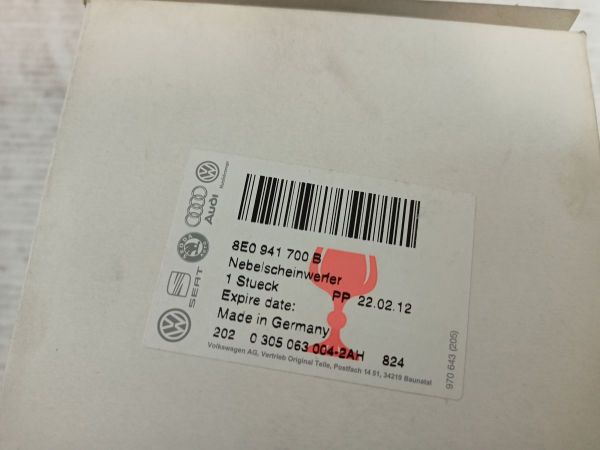 8E0 941 700 B
Nebelscheinwerfer
1 Stueck PP 22.02.12
Expire date:
Made in Germany
202 0 305 063 004-2AH 824
Volkswagen AG, Vertrieb Original Teile, Postfach 14 51, 34219 Baunatal
970 643 (205)
Audi
SEAT